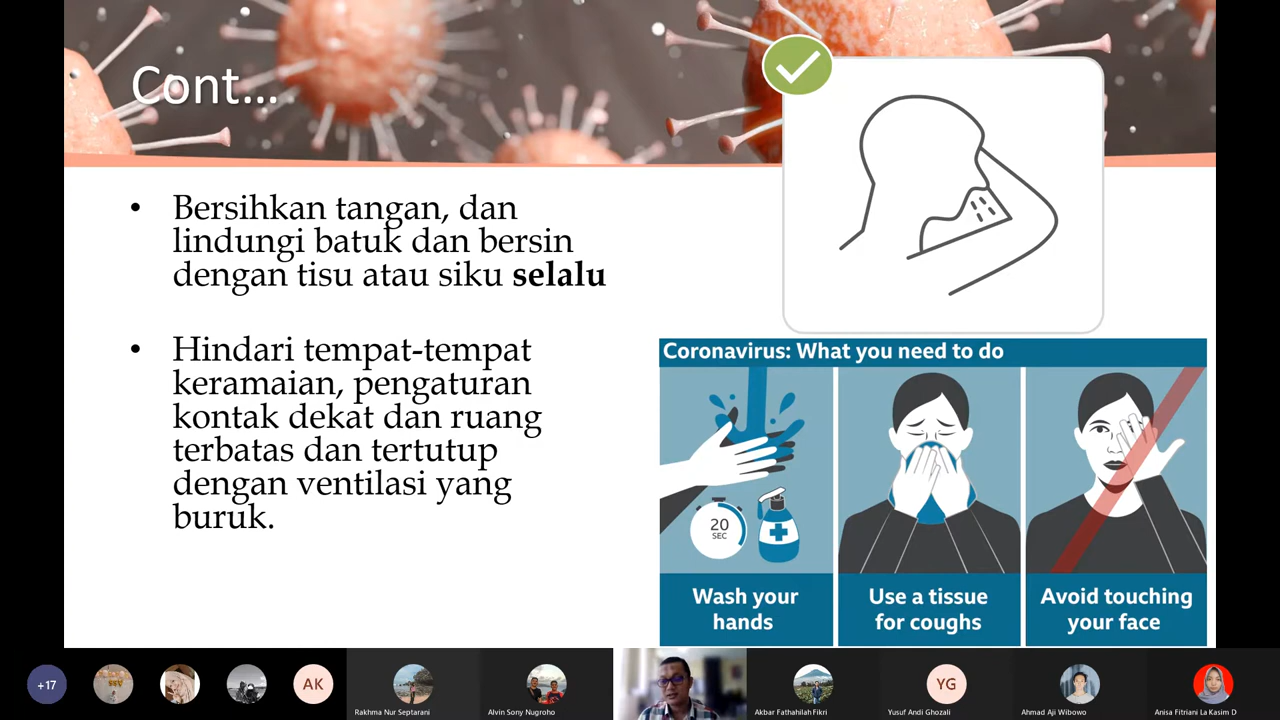 Cont...
• Bersihkan tangan, dan
lindungi batuk dan bersin
dengan tisu atau siku selalu
• Hindari tempat-tempat
keramaian, pengaturan
kontak dekat dan ruang
terbatas dan tertutup
dengan ventilasi yang
buruk.
Coronavirus: What you need to do
20
SEC
Wash your
hands
Use a tissue
for coughs
Avoid touching
your face
+17
AK
Rakhma Nur Septarani
Alvin Sony Nugroho
Akbar Fathahilah Fikri
YG
Yusuf Andi Ghozali
Ahmad Aji Wibowo
Anisa Fitriani La Kasim D